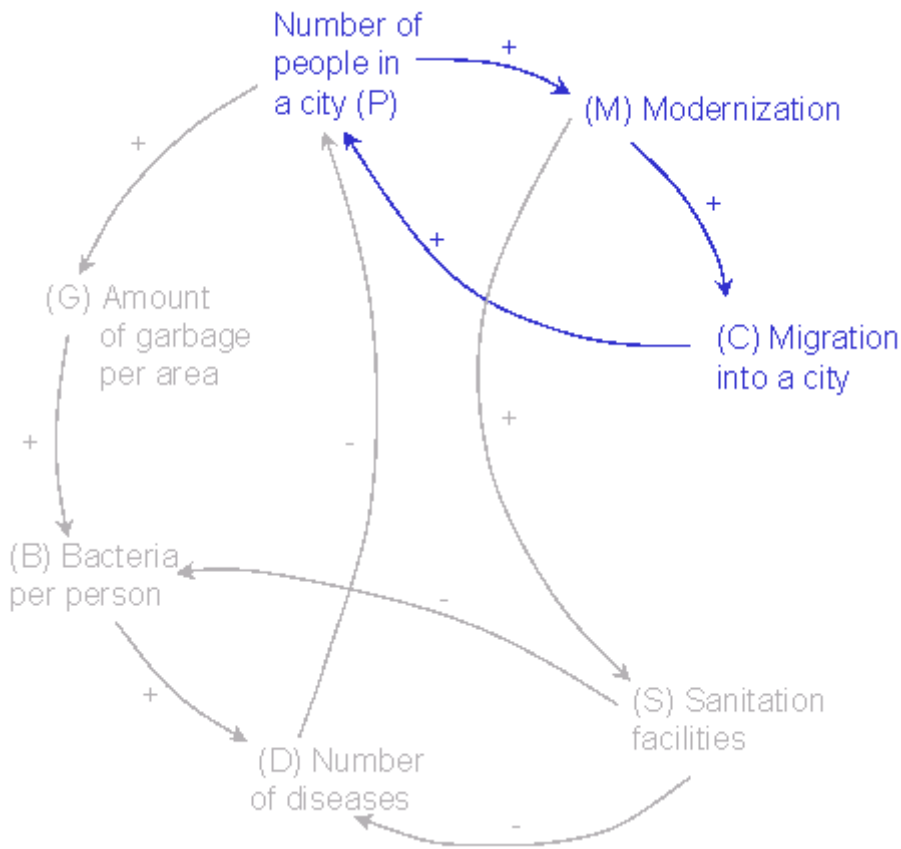 Number of
people in
a city (P)
+
(M) Modernization
+
+
+
(G) Amount
of garbage
per area
(C) Migration
into a city
+
+
-
(B) Bacteria
per person
-
+
(S) Sanitation
facilities
(D) Number
of diseases
-